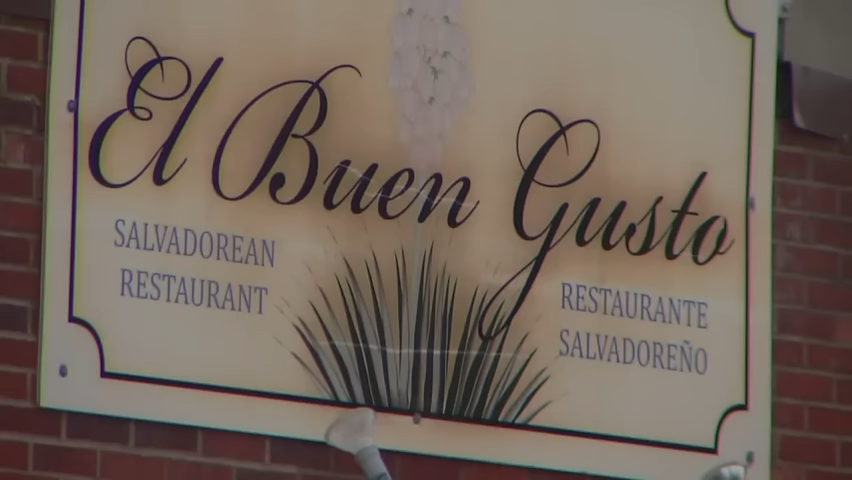 El Buen Gusto
SALVADOREAN
RESTAURANT
RESTAURANTE
SALVADOREÑO